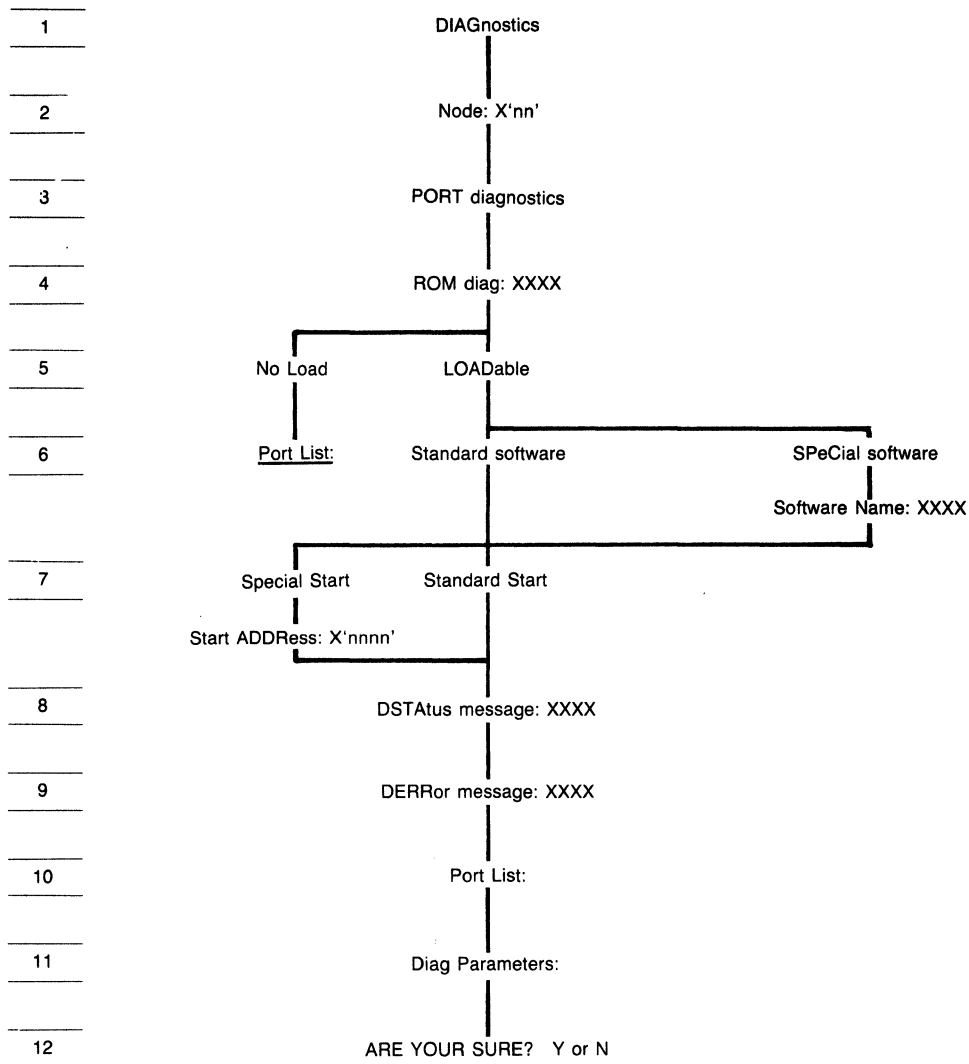 1 DIAGnostics
2 Node: X'nn'
3 PORT diagnostics
4 ROM diag: XXXX
5 No Load LOADable
6 Port List: Standard software SPeCial software
Software Name: XXXX
7 Special Start Standard Start
Start ADDRess: X'nnnn'
8 DSTAtus message: XXXX
9 DERRor message: XXXX
10 Port List:
11 Diag Parameters:
12 ARE YOUR SURE? Y or N